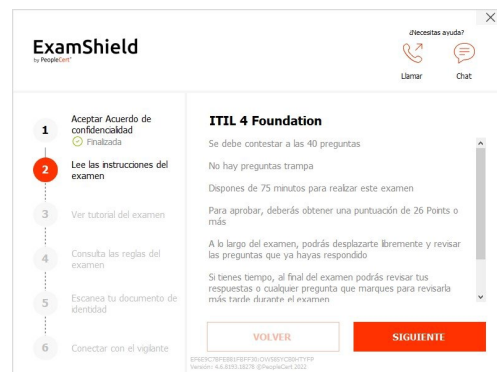 ¿Necesitas ayuda?
ExamShield
by PeopleCert
Llamar
Chat
1
Aceptar Acuerdo de
confidencialidad
Finalizada
2
Lee las instrucciones del
examen
3
Ver tutorial del examen
4
Consulta las reglas del
examen
5
Escanea tu documento de
identidad
6
Conectar con el vigilante
ITIL 4 Foundation
Se debe contestar a las 40 preguntas
No hay preguntas trampa
Dispones de 75 minutos para realizar este examen
Para aprobar, deberás obtener una puntuación de 26 Points o
más
A lo largo del examen, podrás desplazarte libremente y revisar
las preguntas que ya hayas respondido
Si tienes tiempo, al final del examen podrás revisar tus
respuestas o cualquier pregunta que marques para revisarla
más tarde durante el examen
VOLVER
SIGUIENTE
Versión: 4.6.8193.18278 @PeopleCert 2022